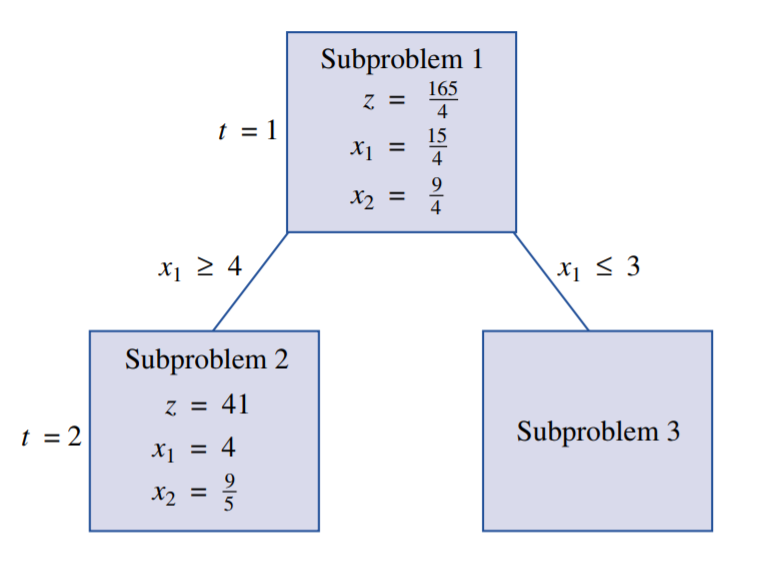 Subproblem 1
z = 165/4
t = 1
x₁ = 15/4
x₂ = 9/4
x₁ ≥ 4
x₁ ≤ 3
Subproblem 2
z = 41
t = 2
x₁ = 4
x₂ = 9/5
Subproblem 3